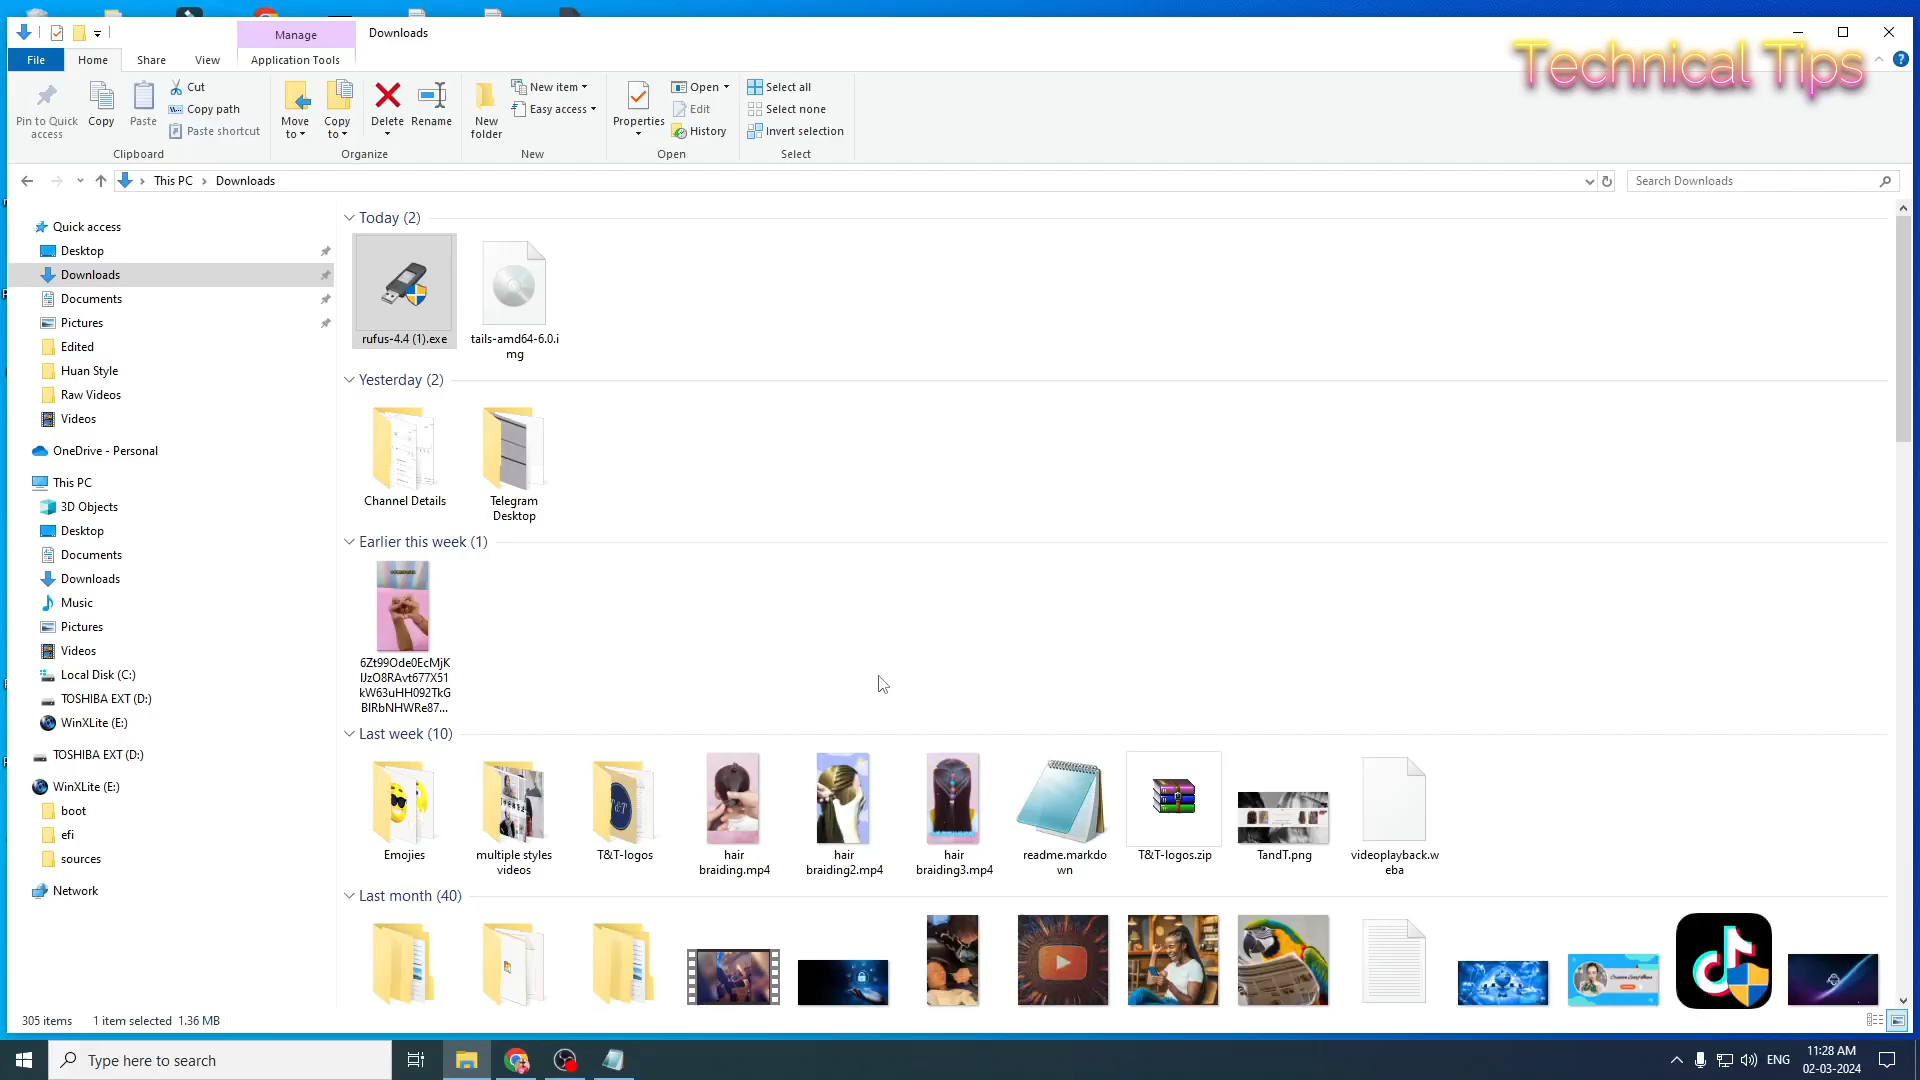 Manage
Downloads
File
Home
Share
View
Application Tools
Technical Tips
Pin to Quick access
Copy
Paste
Cut
Copy path
Paste shortcut
Clipboard
Move to
Copy to
Delete
Rename
Organize
New folder
New item
Easy access
New
Properties
Open
Edit
History
Open
Select all
Select none
Invert selection
Select
This PC
Downloads
Search Downloads
Quick access
Desktop
Downloads
Documents
Pictures
Edited
Huan Style
Raw Videos
Videos
OneDrive - Personal
This PC
3D Objects
Desktop
Documents
Downloads
Music
Pictures
Videos
Local Disk (C:)
TOSHIBA EXT (D:)
WinXLite (E:)
TOSHIBA EXT (D:)
WinXLite (E:)
boot
efi
sources
Network
Today (2)
rufus-4.4 (1).exe
tails-amd64-6.0.i
mg
Yesterday (2)
Channel Details
Telegram
Desktop
Earlier this week (1)
6Zt99Ode0EcMjK
IJzO8RAvt677X51
kW63uHH092TkG
BIRbNHWRe87...
Last week (10)
Emojies
multiple styles
videos
T&T-logos
hair
braiding.mp4
hair
braiding2.mp4
hair
braiding3.mp4
readme.markdo
wn
T&T-logos.zip
TandT.png
videoplayback.w
eba
Last month (40)
305 items
1 item selected 1.36 MB
Type here to search
ENG
11:28 AM
02-03-2024